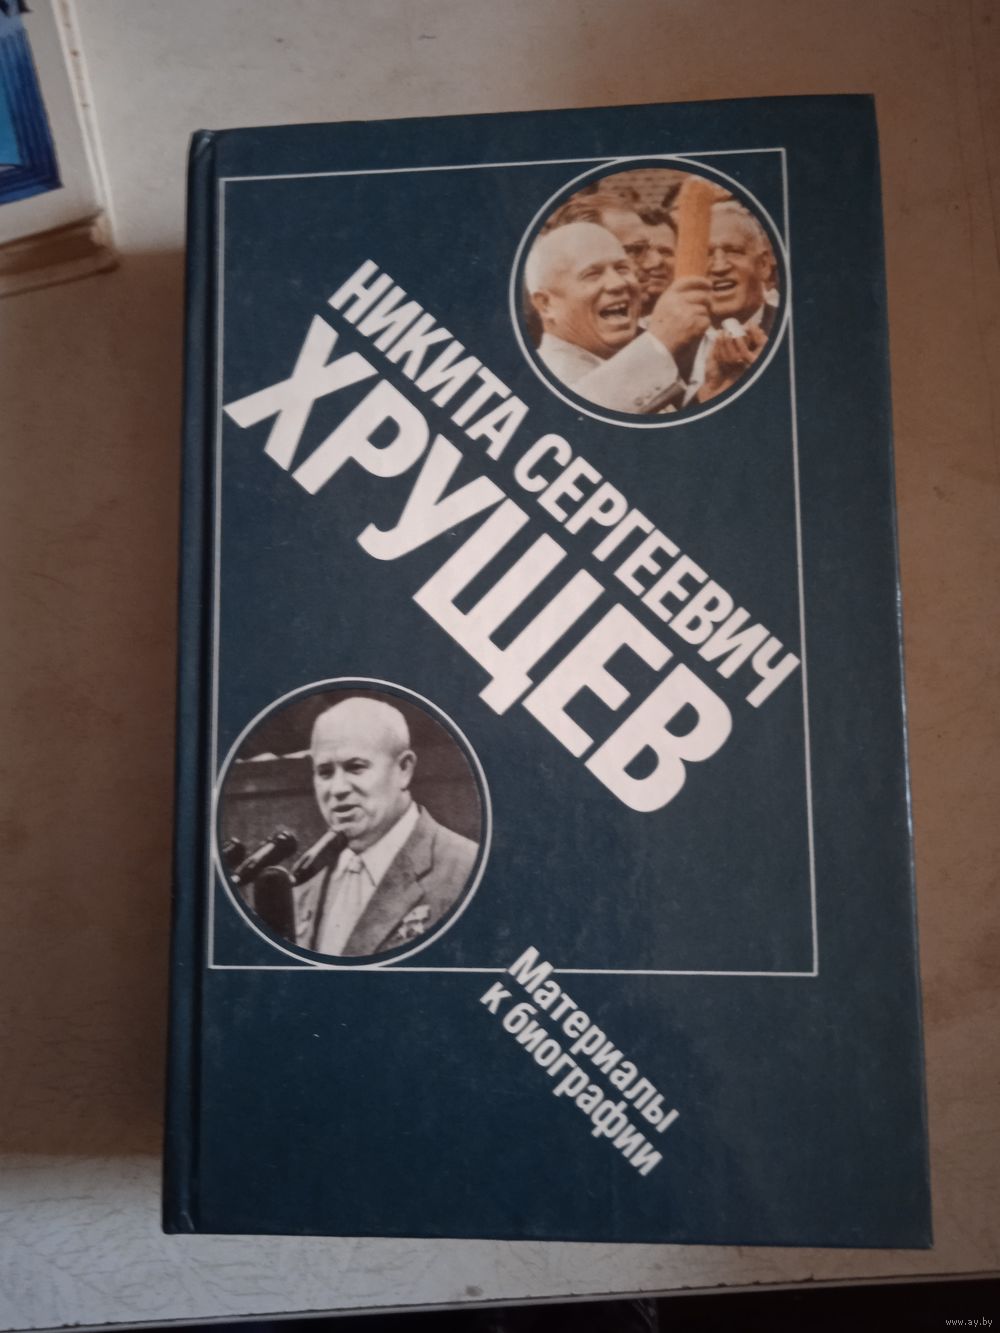 НИКИТА СЕРГЕЕВИЧ
ХРУЩЕВ
Материалы
к биографии
www.ay.by